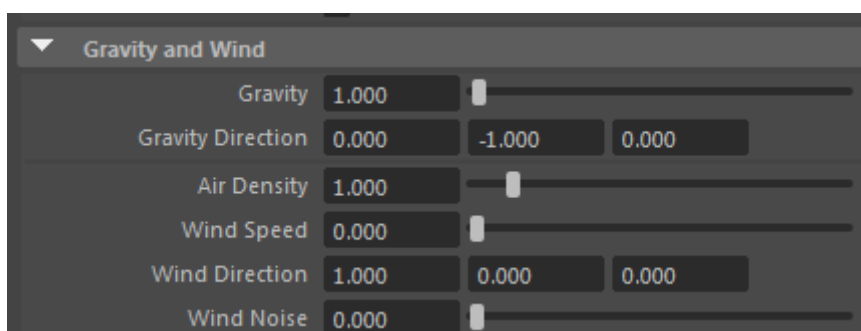 Gravity and Wind
Gravity 1.000
Gravity Direction 0.000 -1.000 0.000
Air Density 1.000
Wind Speed 0.000
Wind Direction 1.000 0.000 0.000
Wind Noise 0.000